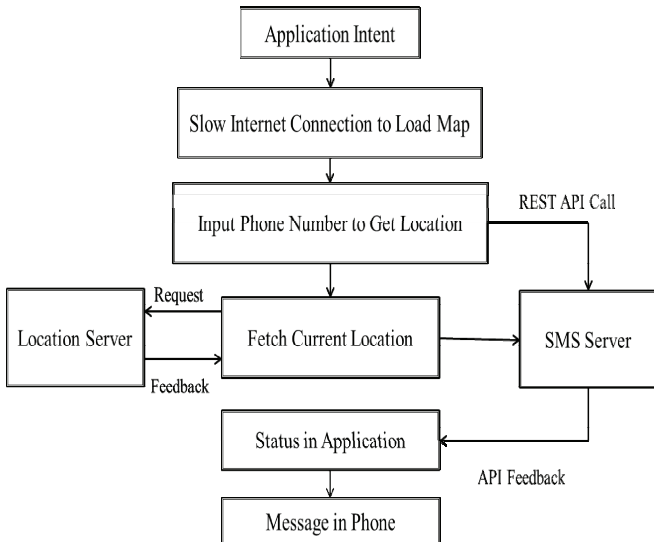 Application Intent
Slow Internet Connection to Load Map
Input Phone Number to Get Location
REST API Call
Request
Location Server
Fetch Current Location
SMS Server
Feedback
Status in Application
API Feedback
Message in Phone